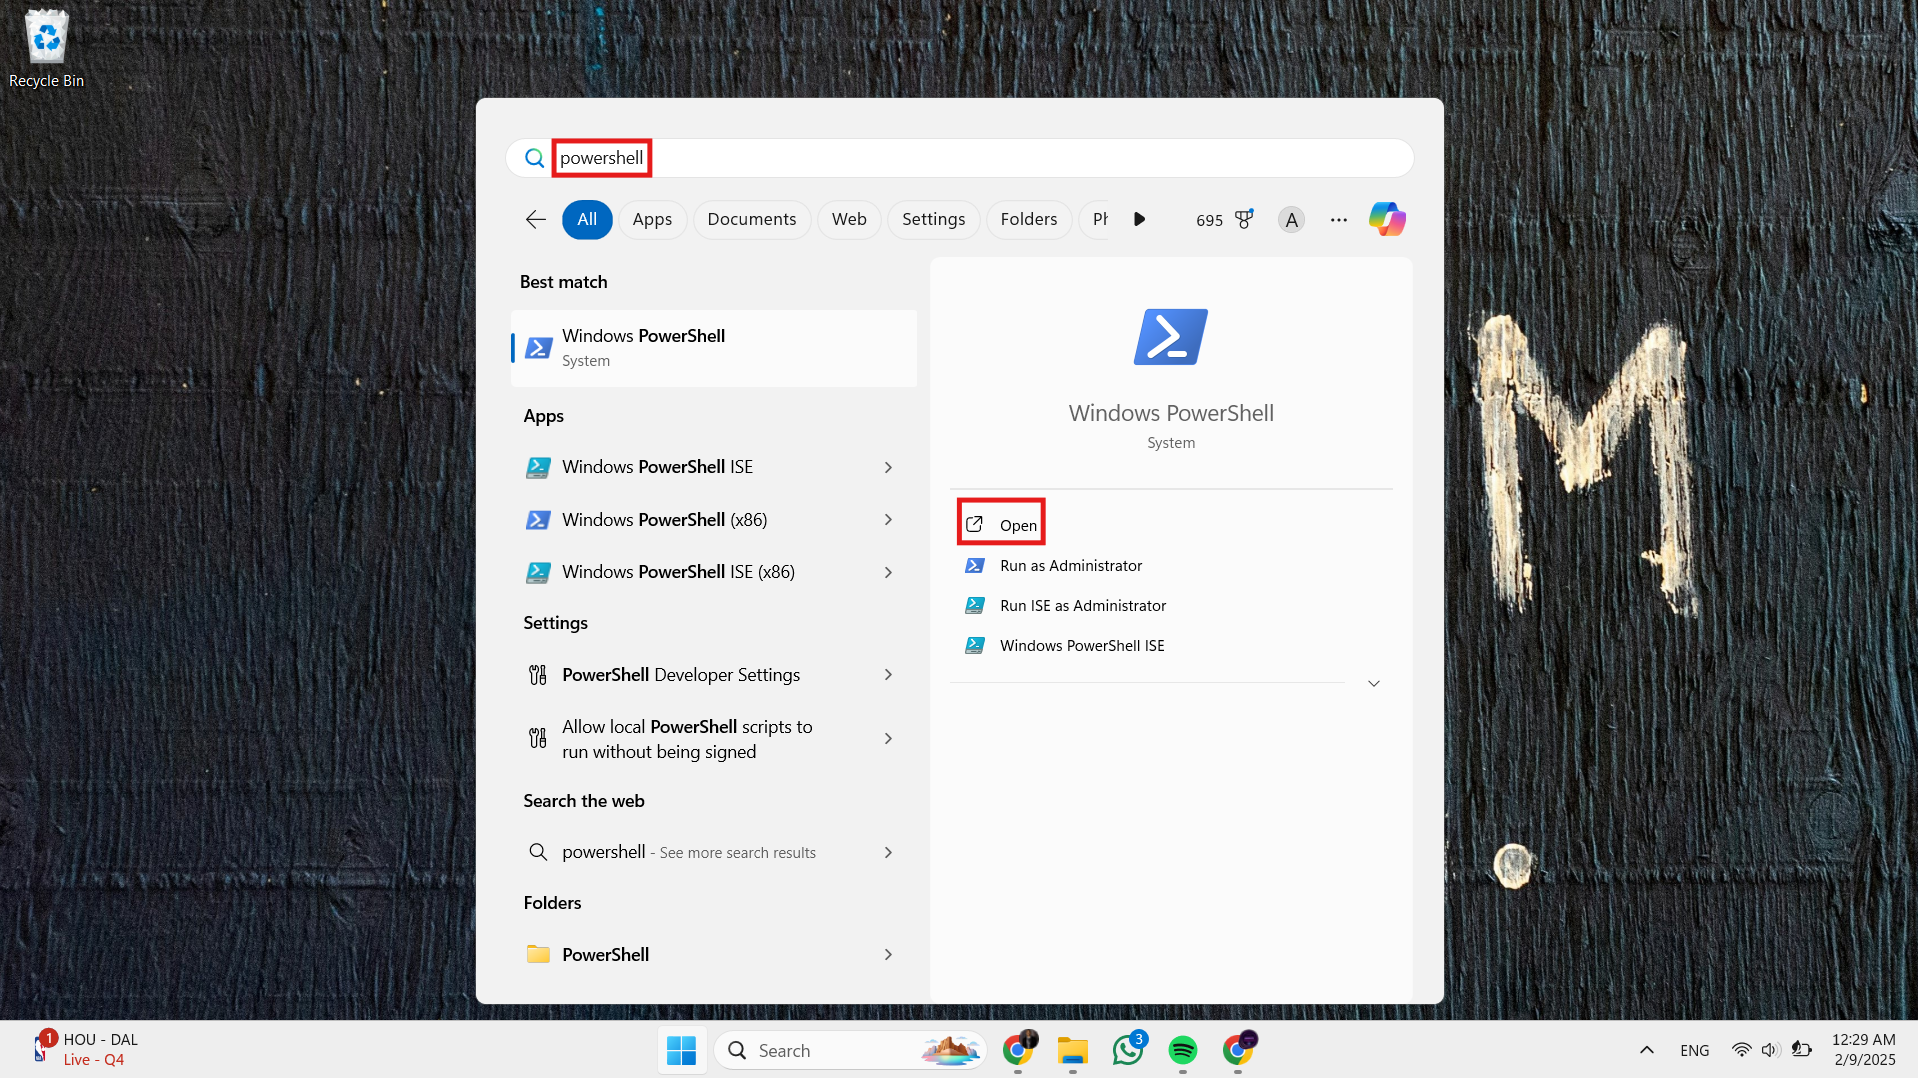 Recycle Bin
powershell
All
Apps
Documents
Web
Settings
Folders
695
A
Best match
Windows PowerShell
System
Apps
Windows PowerShell ISE
Windows PowerShell (x86)
Windows PowerShell ISE (x86)
Settings
PowerShell Developer Settings
Allow local PowerShell scripts to
run without being signed
Search the web
powershell - See more search results
Folders
PowerShell
Windows PowerShell
System
Open
Run as Administrator
Run ISE as Administrator
Windows PowerShell ISE
M
1
HOU - DAL
Live - Q4
Search
3
ENG
12:29 AM
2/9/2025